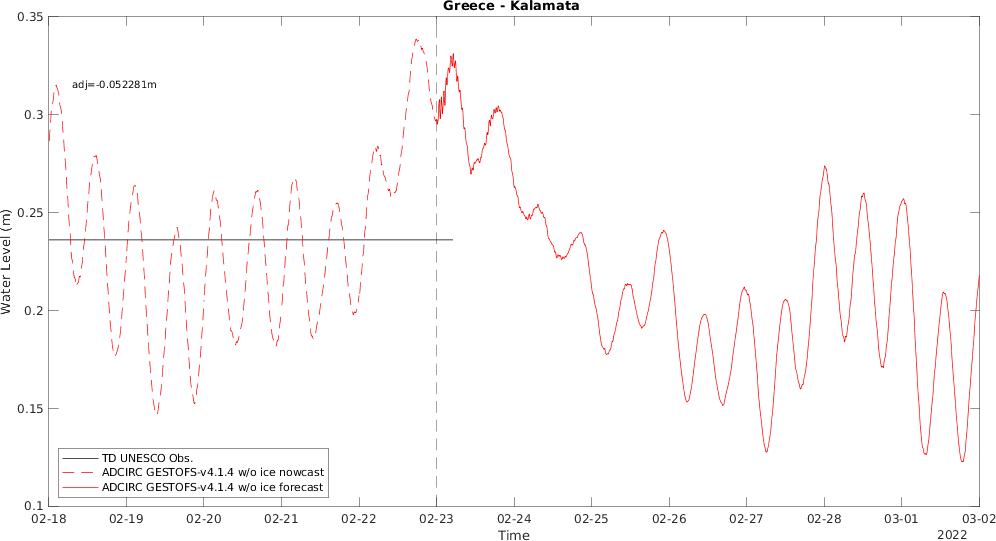 Greece - Kalamata
0.35
0.3
0.25
0.2
0.15
0.1
Water Level (m)
adj=-0.052281m
TD UNESCO Obs.
ADCIRC GESTOFS-v4.1.4 w/o ice nowcast
ADCIRC GESTOFS-v4.1.4 w/o ice forecast
02-18 02-19 02-20 02-21 02-22 02-23 02-24 02-25 02-26 02-27 02-28 03-01 03-02
Time
2022